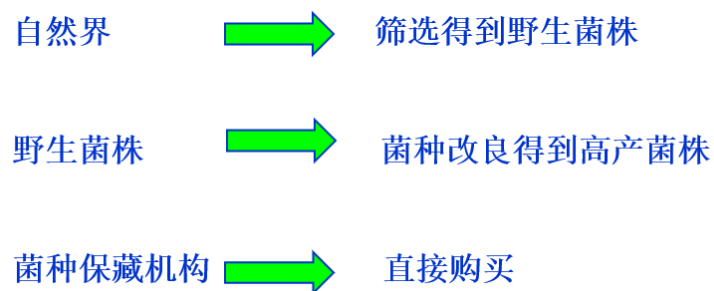 自然界 筛选得到野生菌株
野生菌株 菌种改良得到高产菌株
菌种保藏机构 直接购买